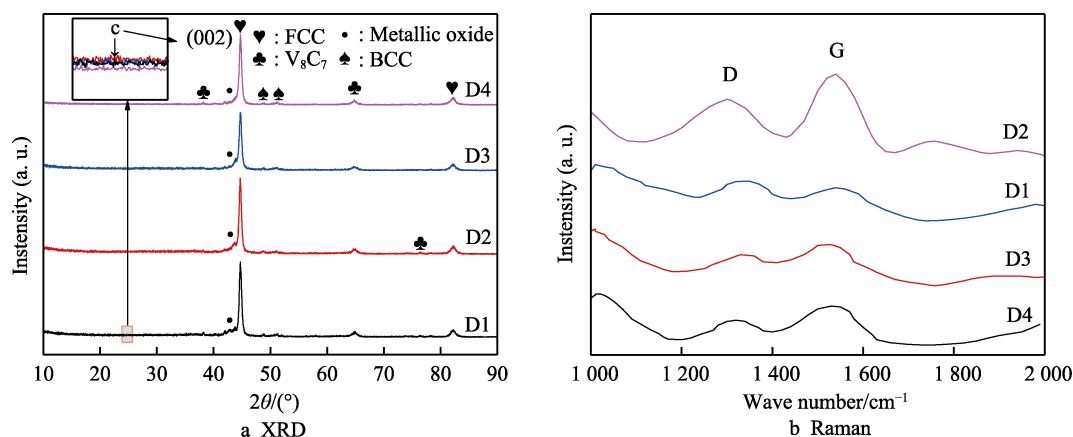 c
(002)
♥ : FCC • : Metallic oxide
♣ : V₈C₇ ♠ : BCC
D4
D3
D2
D1
Instensity (a. u.)
10 20 30 40 50 60 70 80 90
2θ/(°)
a XRD
D G
D2
D1
D3
D4
Instensity (a. u.)
1 000 1 200 1 400 1 600 1 800 2 000
Wave number/cm⁻¹
b Raman